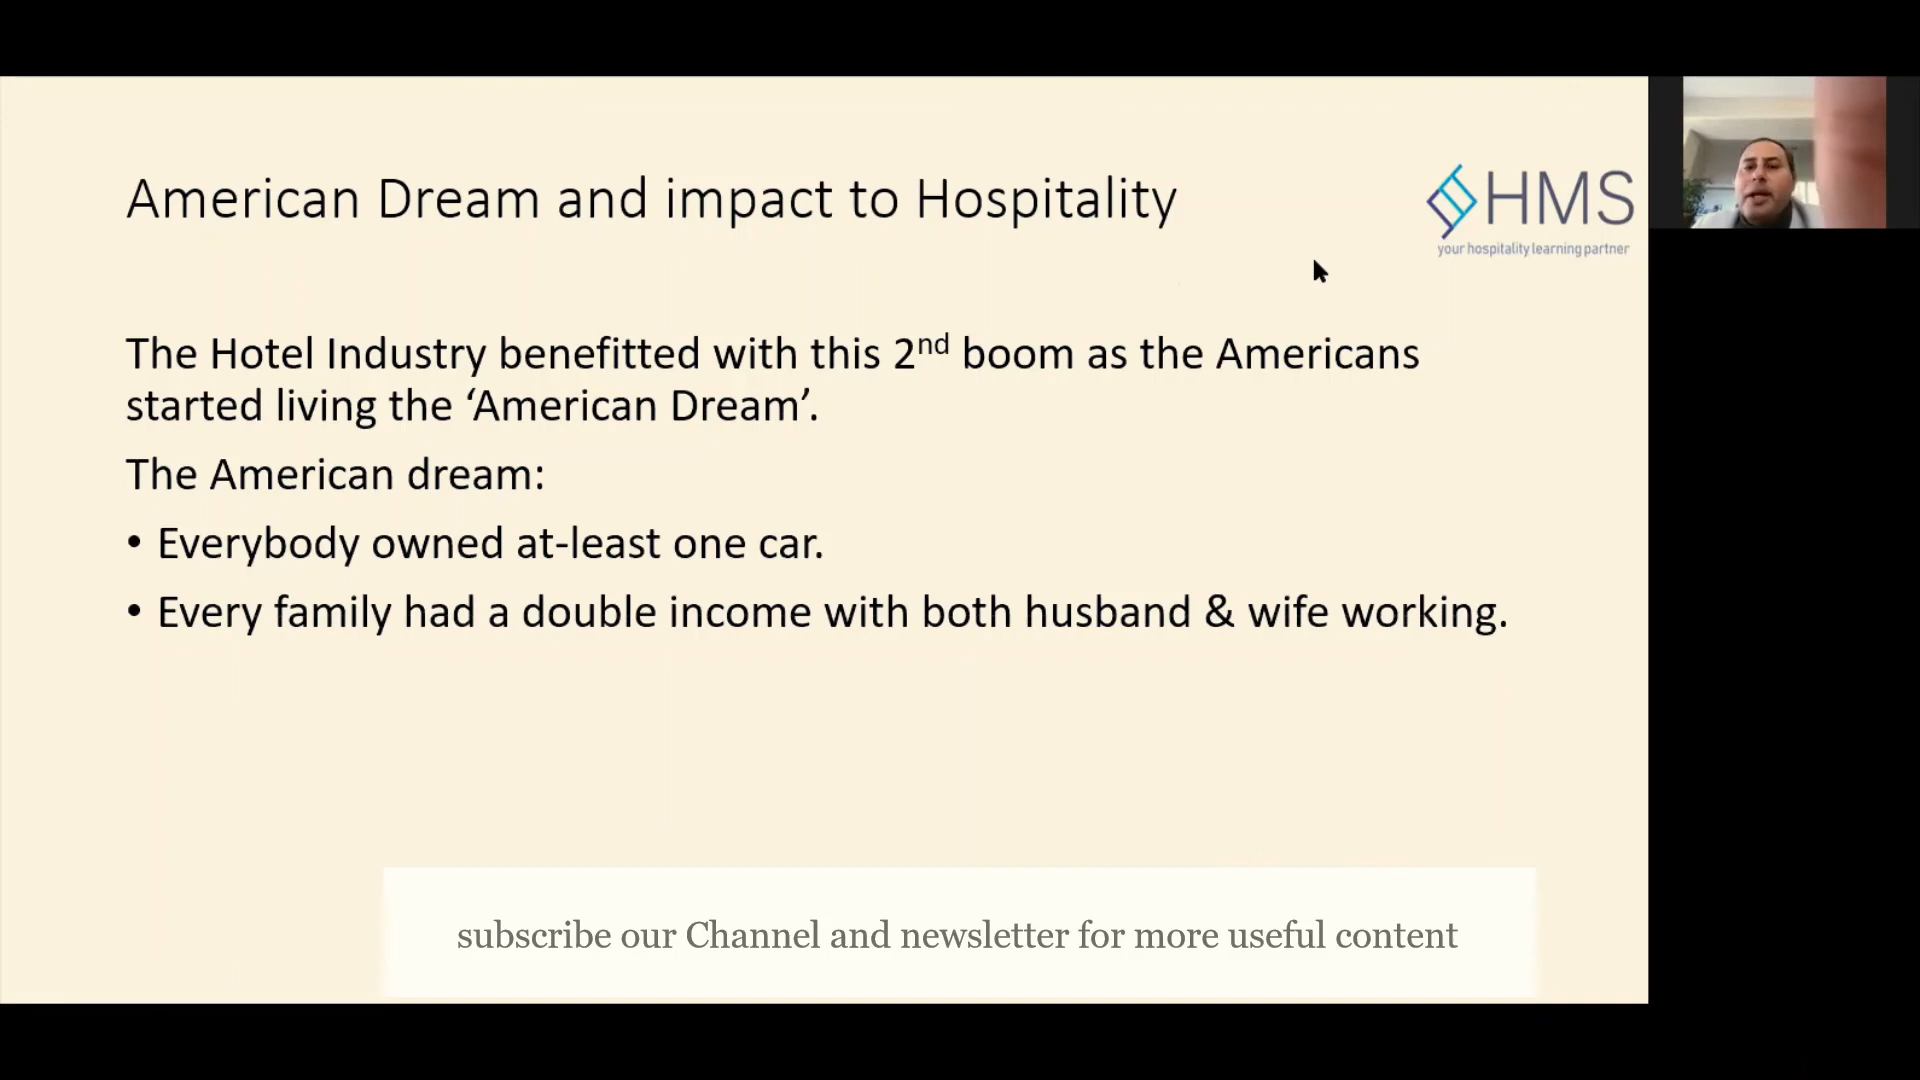 American Dream and impact to Hospitality
HMS
your hospitality learning partner
The Hotel Industry benefitted with this 2nd boom as the Americans
started living the ‘American Dream’.
The American dream:
• Everybody owned at-least one car.
• Every family had a double income with both husband & wife working.
subscribe our Channel and newsletter for more useful content